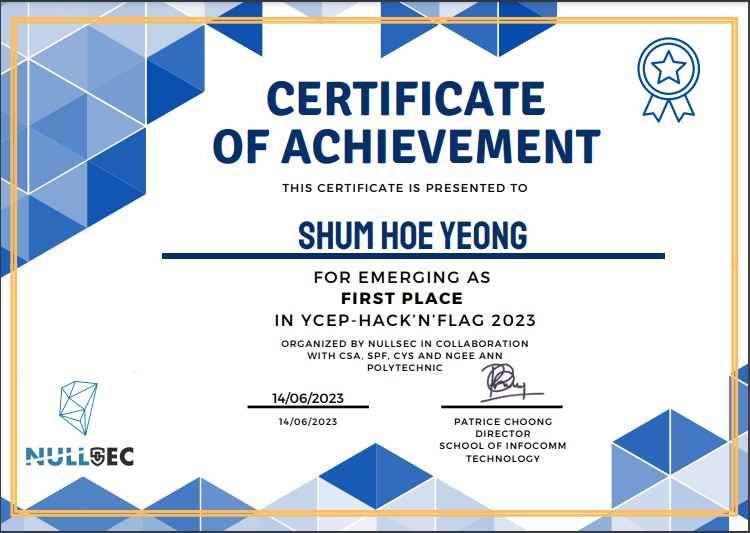 CERTIFICATE
OF ACHIEVEMENT
THIS CERTIFICATE IS PRESENTED TO
SHUM HOE YEONG
FOR EMERGING AS
FIRST PLACE
IN YCEP-HACK'N'FLAG 2023
ORGANIZED BY NULLSEC IN COLLABORATION
WITH CSA, SPF, CYS AND NGEE ANN
POLYTECHNIC
14/06/2023
14/06/2023
PATRICE CHOONG
DIRECTOR
SCHOOL OF INFOCOMM
TECHNOLOGY
NULLSEC